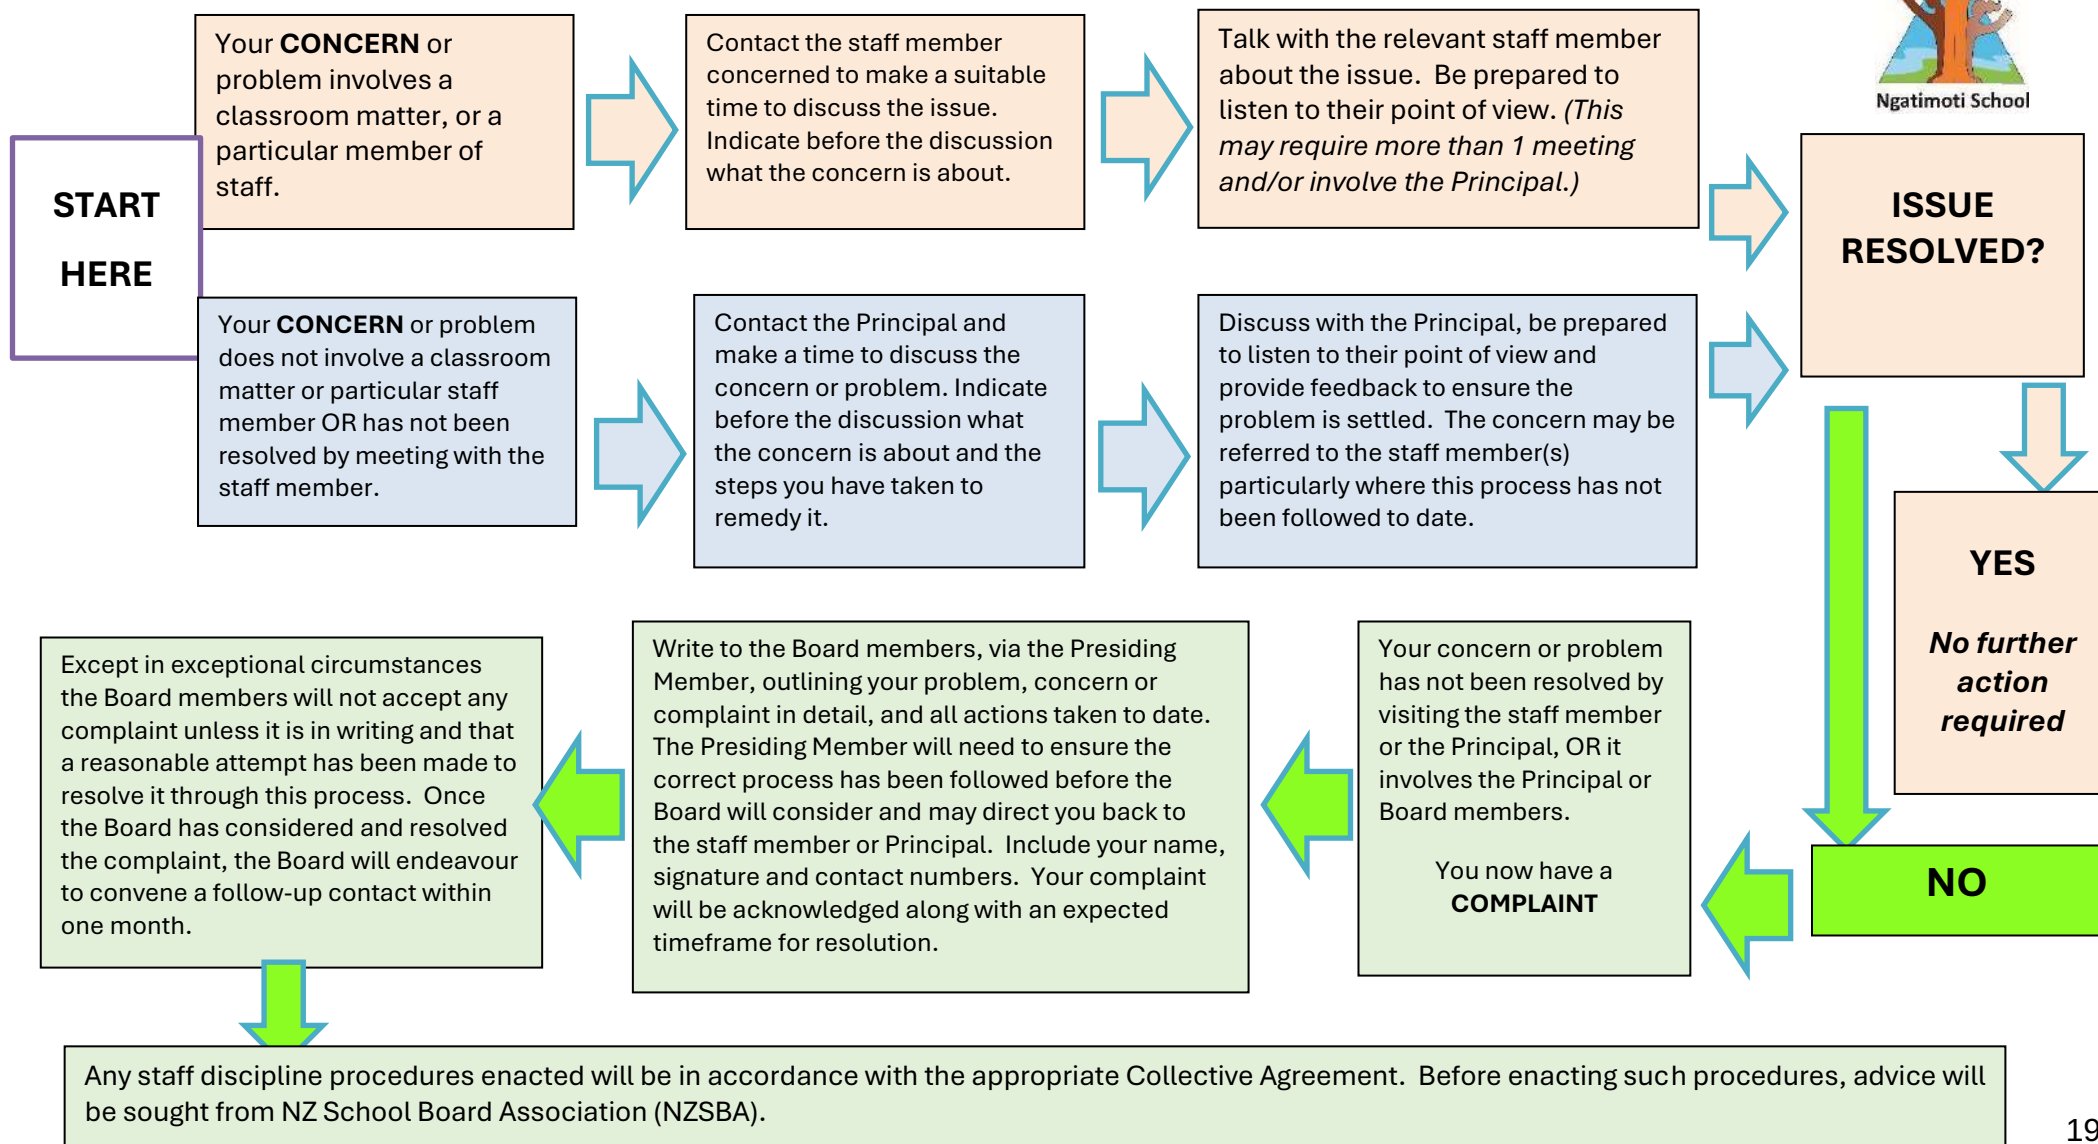 Ngatimoti School
START
HERE
Your CONCERN or
problem involves a
classroom matter, or a
particular member of
staff.
Contact the staff member
concerned to make a suitable
time to discuss the issue.
Indicate before the discussion
what the concern is about.
Talk with the relevant staff member
about the issue.  Be prepared to
listen to their point of view. (This
may require more than 1 meeting
and/or involve the Principal.)
ISSUE
RESOLVED?
Your CONCERN or problem
does not involve a classroom
matter or particular staff
member OR has not been
resolved by meeting with the
staff member.
Contact the Principal and
make a time to discuss the
concern or problem. Indicate
before the discussion what
the concern is about and the
steps you have taken to
remedy it.
Discuss with the Principal, be prepared
to listen to their point of view and
provide feedback to ensure the
problem is settled.  The concern may be
referred to the staff member(s)
particularly where this process has not
been followed to date.
YES
No further
action
required
NO
Your concern or problem
has not been resolved by
visiting the staff member
or the Principal, OR it
involves the Principal or
Board members.
You now have a
COMPLAINT
Write to the Board members, via the Presiding
Member, outlining your problem, concern or
complaint in detail, and all actions taken to date.
The Presiding Member will need to ensure the
correct process has been followed before the
Board will consider and may direct you back to
the staff member or Principal.  Include your name,
signature and contact numbers.  Your complaint
will be acknowledged along with an expected
timeframe for resolution.
Except in exceptional circumstances
the Board members will not accept any
complaint unless it is in writing and that
a reasonable attempt has been made to
resolve it through this process.  Once
the Board has considered and resolved
the complaint, the Board will endeavour
to convene a follow-up contact within
one month.
Any staff discipline procedures enacted will be in accordance with the appropriate Collective Agreement.  Before enacting such procedures, advice will
be sought from NZ School Board Association (NZSBA).
19